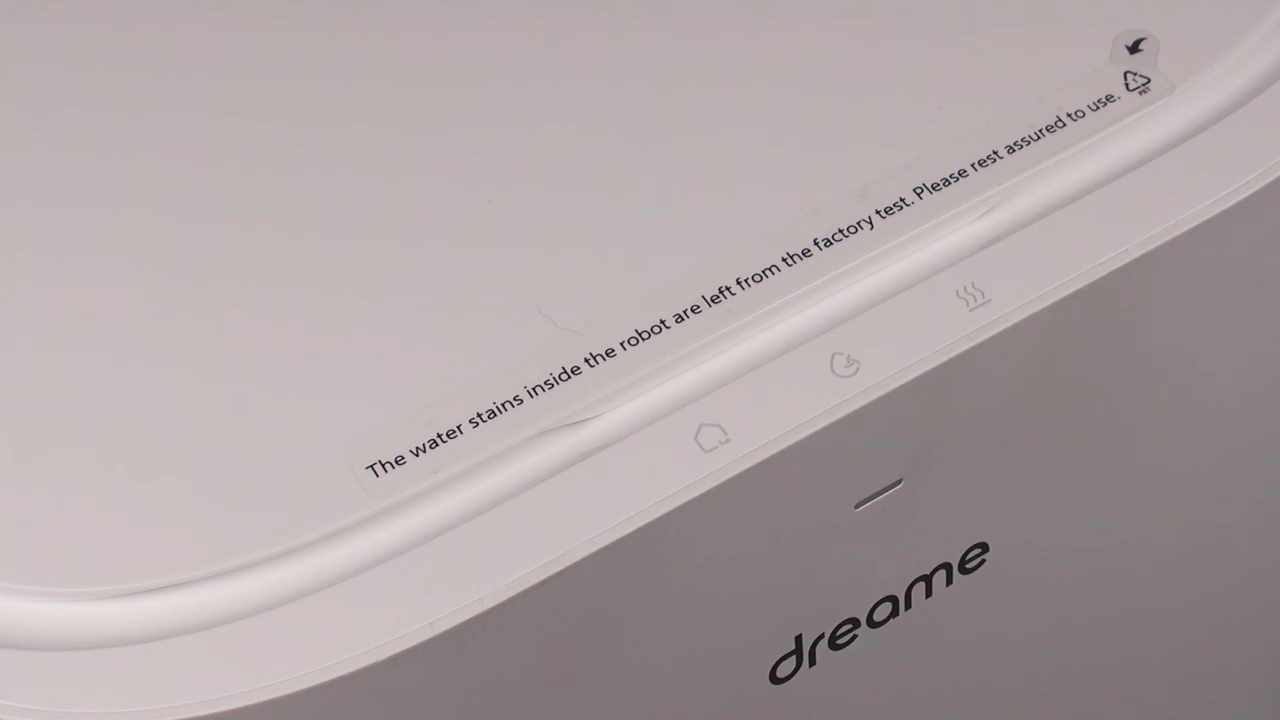 The water stains inside the robot are left from the factory test. Please rest assured to use.
PET
dreame